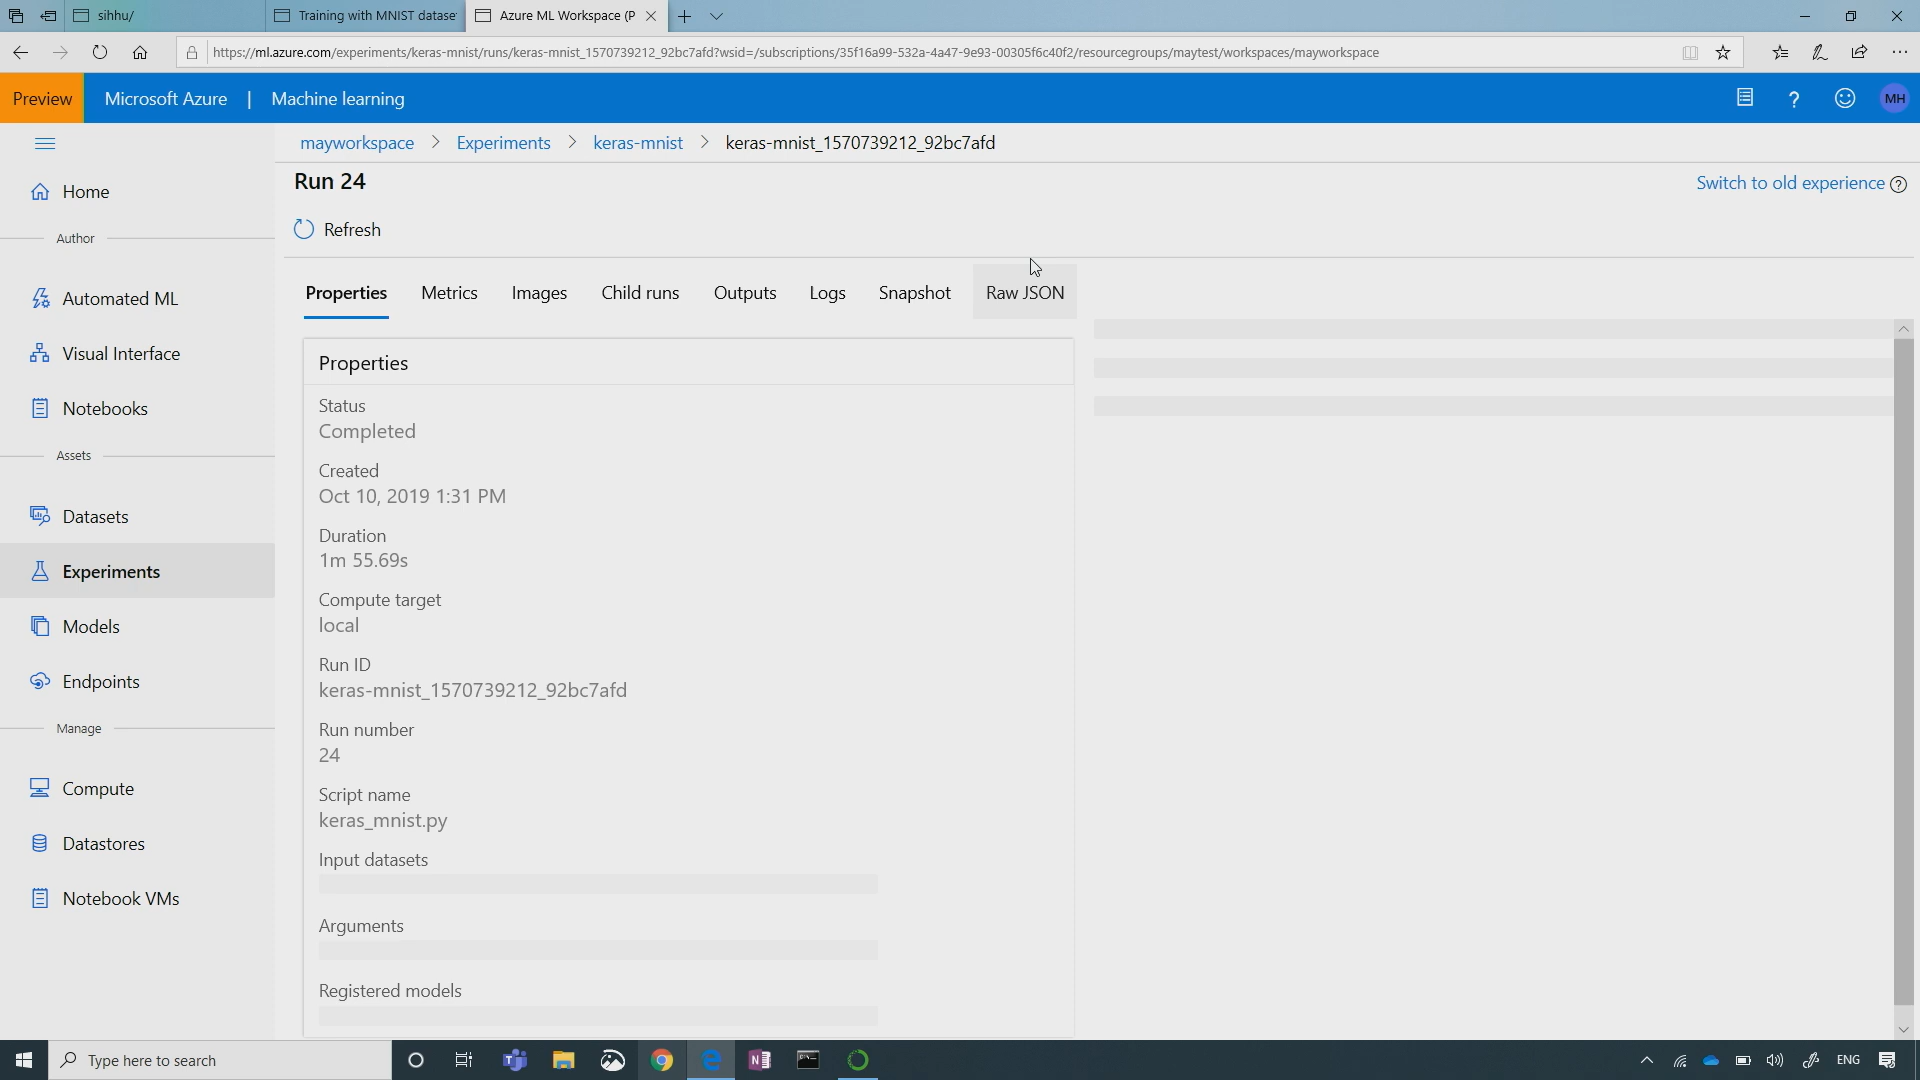 sihhu/
Training with MNIST datase
Azure ML Workspace (P
https://ml.azure.com/experiments/keras-mnist/runs/keras-mnist_1570739212_92bc7afd?wsid=/subscriptions/35f16a99-532a-4a47-9e93-00305f6c40f2/resourcegroups/maytest/workspaces/mayworkspace
Preview
Microsoft Azure | Machine learning
?
MH
mayworkspace > Experiments > keras-mnist > keras-mnist_1570739212_92bc7afd
Run 24
Switch to old experience ?
Refresh
Home
Author
Automated ML
Visual Interface
Notebooks
Assets
Datasets
Experiments
Models
Endpoints
Manage
Compute
Datastores
Notebook VMs
Properties Metrics Images Child runs Outputs Logs Snapshot Raw JSON
Properties
Status
Completed
Created
Oct 10, 2019 1:31 PM
Duration
1m 55.69s
Compute target
local
Run ID
keras-mnist_1570739212_92bc7afd
Run number
24
Script name
keras_mnist.py
Input datasets
Arguments
Registered models
Type here to search
ENG